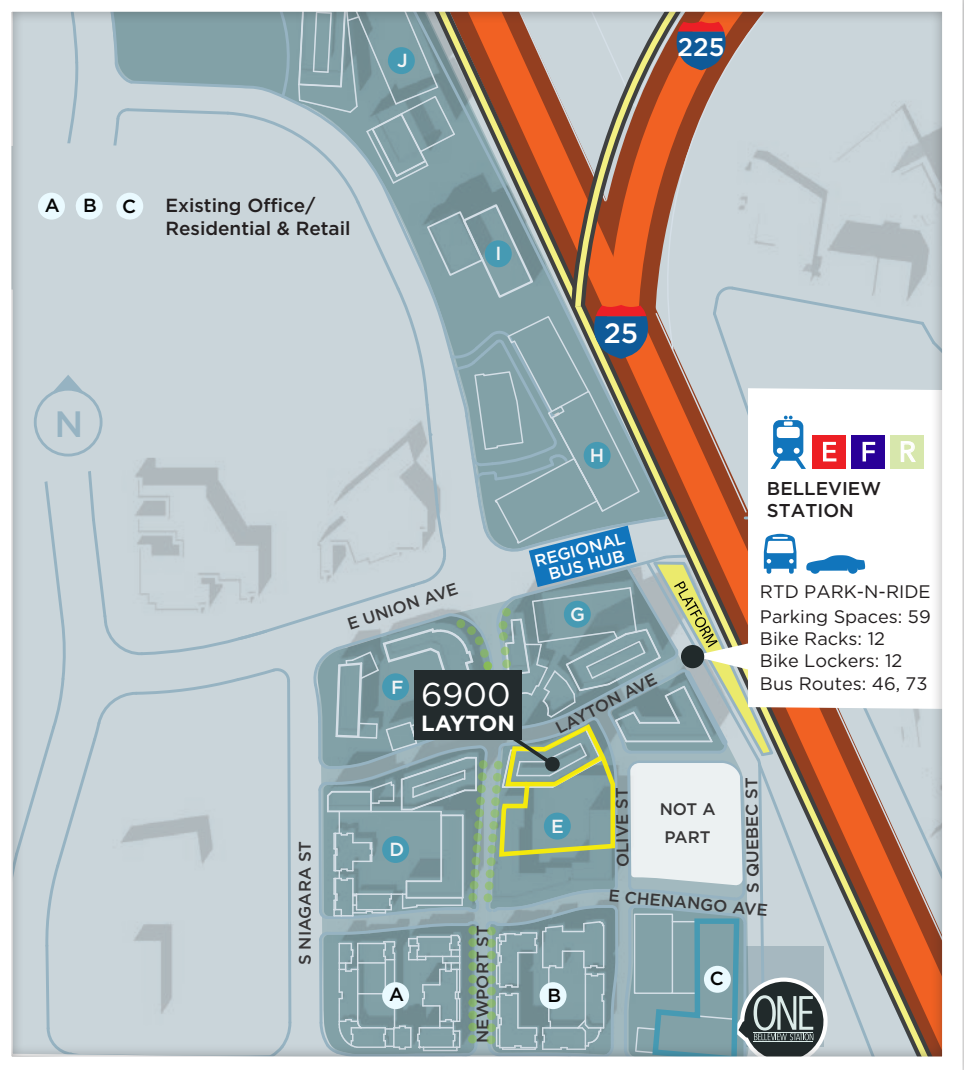 225
J
A B C Existing Office/
Residential & Retail
I
25
N
E F R
BELLEVIEW
STATION
H
REGIONAL
BUS HUB
RTD PARK-N-RIDE
Parking Spaces: 59
Bike Racks: 12
Bike Lockers: 12
Bus Routes: 46, 73
PLATFORM
E UNION AVE
G
F
6900
LAYTON
LAYTON AVE
NOT A
PART
E
OLIVE ST
S QUEBEC ST
D
S NIAGARA ST
E CHENANGO AVE
NEWPORT ST
A
B
C
ONE
BELLEVIEW STATION